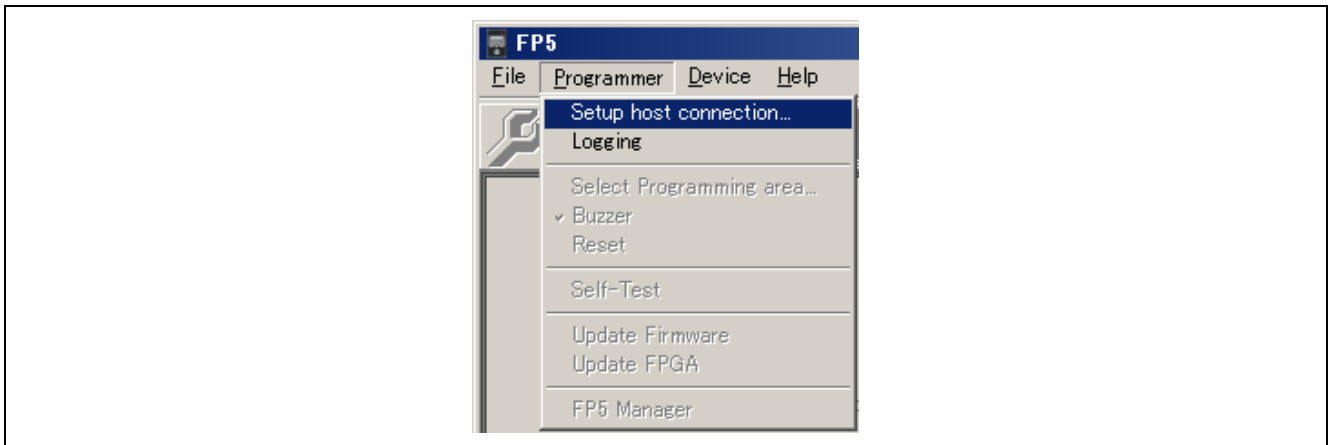 FP5
File Programmer Device Help
Setup host connection...
Logging
Select Programming area...
✓ Buzzer
Reset
Self-Test
Update Firmware
Update FPGA
FP5 Manager